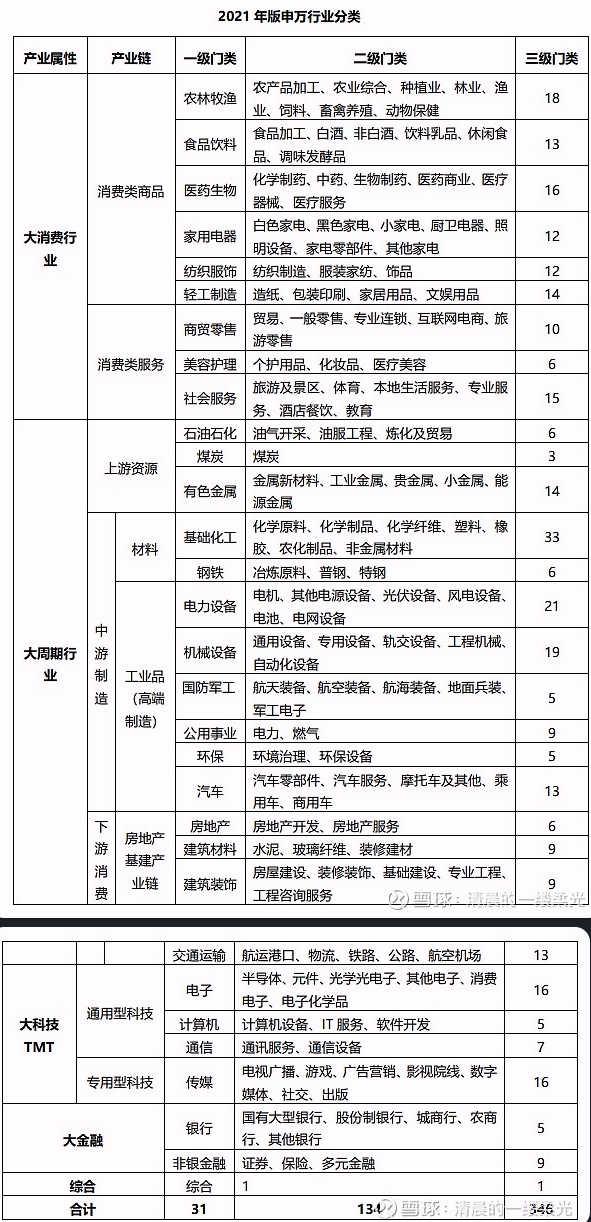 2021 年版申万行业分类
产业属性 产业链 一级门类 二级门类 三级门类
大消费行业
消费类商品
农林牧渔 农产品加工、农业综合、种植业、林业、渔
业、饲料、畜禽养殖、动物保健 18
食品饮料 食品加工、白酒、非白酒、饮料乳品、休闲食
品、调味发酵品 13
医药生物 化学制药、中药、生物制药、医药商业、医疗
器械、医疗服务 16
家用电器 白色家电、黑色家电、小家电、厨卫电器、照
明设备、家电零部件、其他家电 12
纺织服饰 纺织制造、服装家纺、饰品 12
轻工制造 造纸、包装印刷、家居用品、文娱用品 14
消费类服务
商贸零售 贸易、一般零售、专业连锁、互联网电商、旅
游零售 10
美容护理 个护用品、化妆品、医疗美容 6
社会服务 旅游及景区、体育、本地生活服务、专业服
务、酒店餐饮、教育 15
大周期行业
上游资源
石油石化 油气开采、油服工程、炼化及贸易 6
煤炭 煤炭 3
有色金属 金属新材料、工业金属、贵金属、小金属、能
源金属 14
中游制造
材料
基础化工 化学原料、化学制品、化学纤维、塑料、橡
胶、农化制品、非金属材料 33
钢铁 冶炼原料、普钢、特钢 6
工业品
（高端
制造）
电力设备 电机、其他电源设备、光伏设备、风电设备、
电池、电网设备 21
机械设备 通用设备、专用设备、轨交设备、工程机械、
自动化设备 19
国防军工 航天装备、航空装备、航海装备、地面兵装、
军工电子 5
公用事业 电力、燃气 9
环保 环境治理、环保设备 5
汽车 汽车零部件、汽车服务、摩托车及其他、乘
用车、商用车 13
下游消费
房地产
基建产
业链
房地产 房地产开发、房地产服务 6
建筑材料 水泥、玻璃纤维、装修建材 9
建筑装饰 房屋建设、装修装饰、基础建设、专业工程、
工程咨询服务 9
雪球：清晨的一缕柔光
交通运输 航运港口、物流、铁路、公路、航空机场 13
大科技
TMT
通用型科技
电子 半导体、元件、光学光电子、其他电子、消费
电子、电子化学品 16
计算机 计算机设备、IT 服务、软件开发 5
通信 通讯服务、通信设备 7
专用型科技
传媒 电视广播、游戏、广告营销、影视院线、数字
媒体、社交、出版 16
大金融
银行 国有大型银行、股份制银行、城商行、农商
行、其他银行 5
非银金融 证券、保险、多元金融 9
综合 综合 1 1
合计 31 134 346
雪球：清晨的一缕柔光